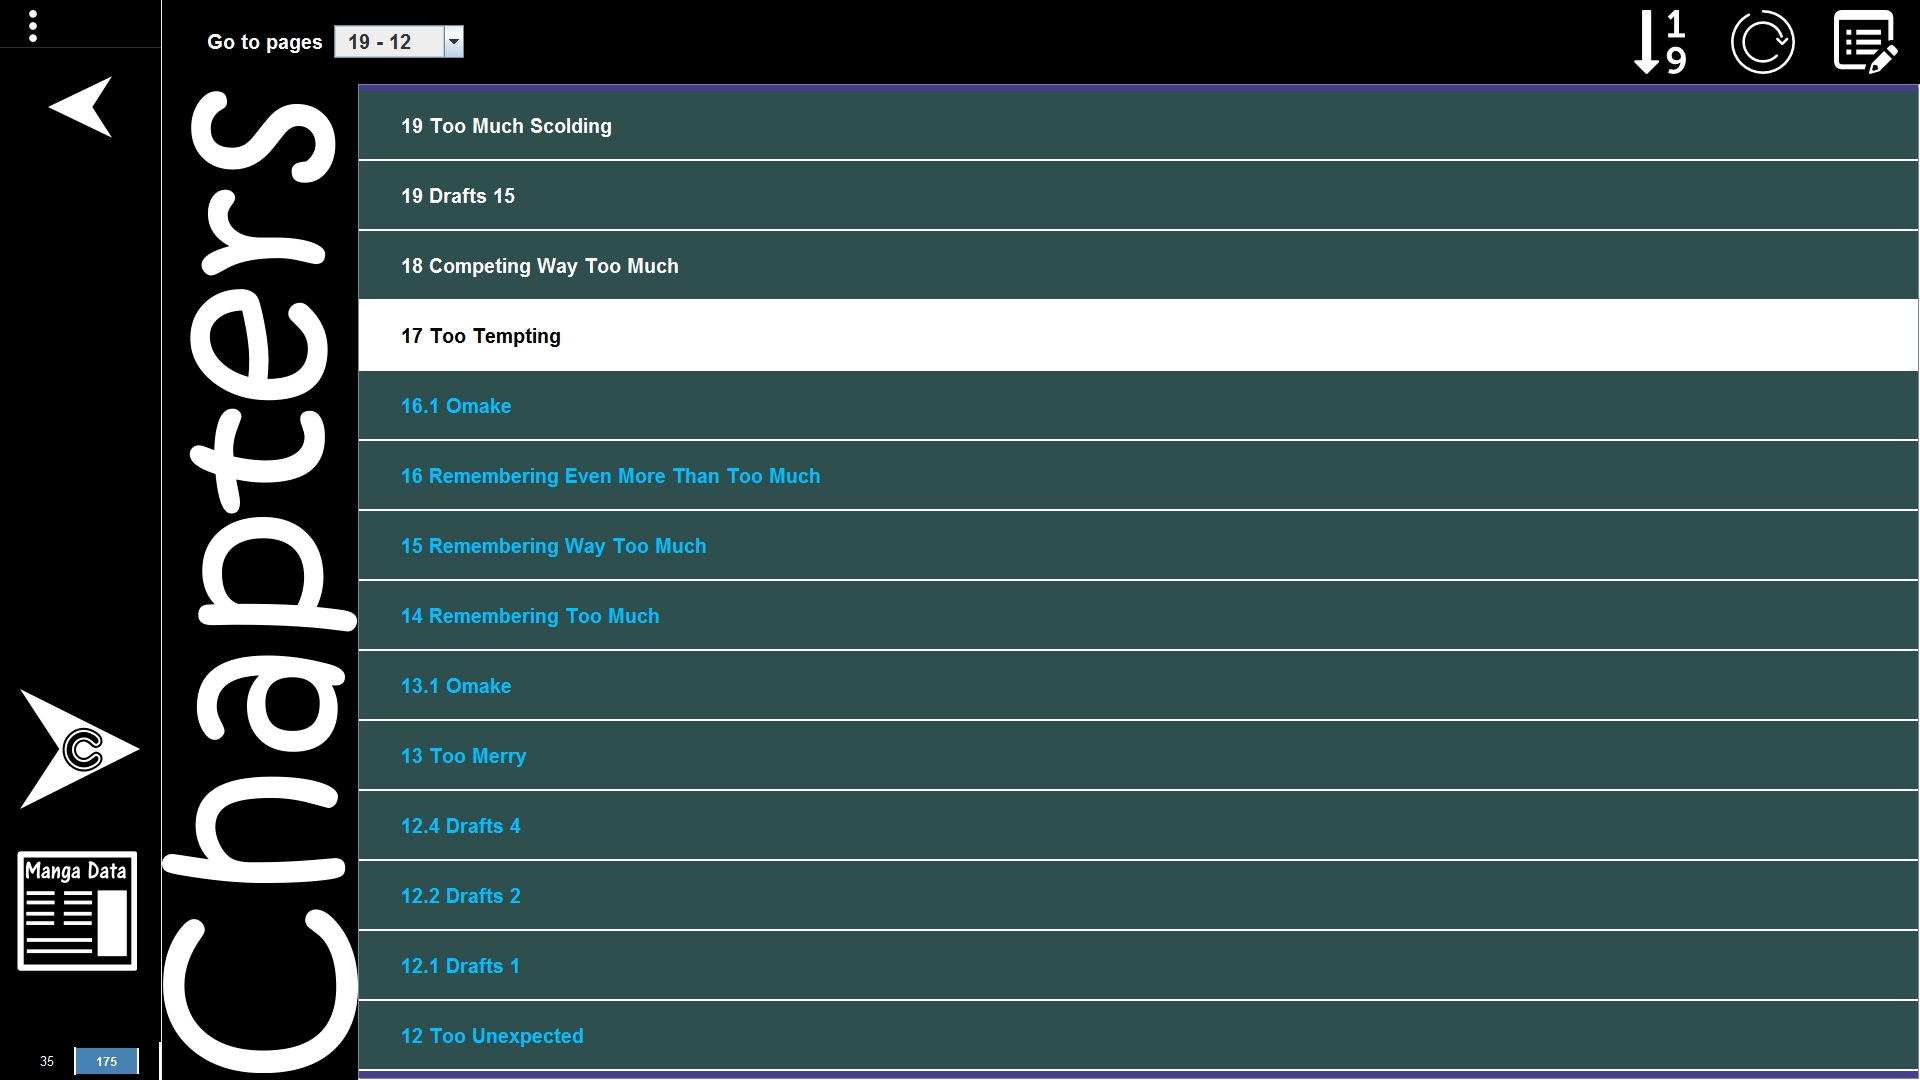 Go to pages 19 - 12
1
9
Chapters
19 Too Much Scolding
19 Drafts 15
18 Competing Way Too Much
17 Too Tempting
16.1 Omake
16 Remembering Even More Than Too Much
15 Remembering Way Too Much
14 Remembering Too Much
13.1 Omake
13 Too Merry
12.4 Drafts 4
12.2 Drafts 2
12.1 Drafts 1
12 Too Unexpected
C
Manga Data
35 175